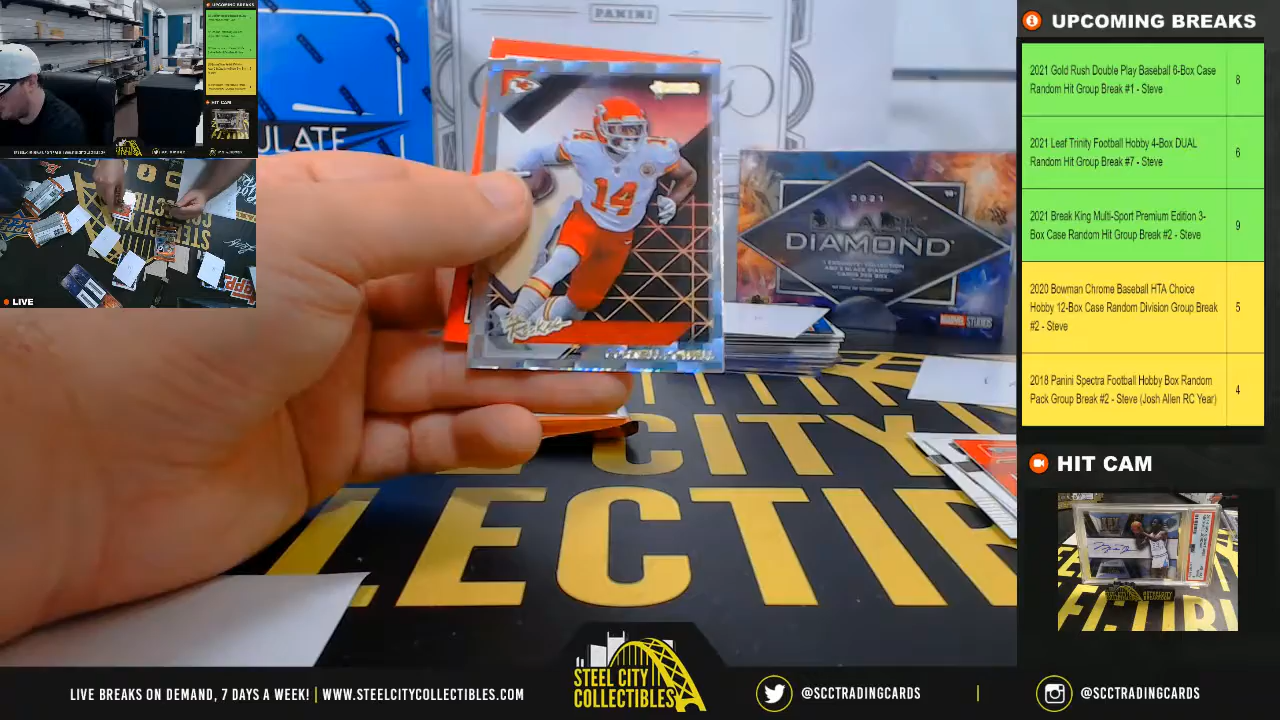 UPCOMING BREAKS
2021 Gold Rush Double Play Baseball 6-Box Case
Random Hit Group Break #1 - Steve
8
2021 Leaf Trinity Football Hobby 4-Box DUAL
Random Hit Group Break #7 - Steve
6
2021 Break King Multi-Sport Premium Edition 3-
Box Case Random Hit Group Break #2 - Steve
9
2020 Bowman Chrome Baseball HTA Choice
Hobby 12-Box Case Random Division Group Break
#2 - Steve
5
2018 Panini Spectra Football Hobby Box Random
Pack Group Break #2 - Steve (Josh Allen RC Year)
4
HIT CAM
LIVE
PANINI
ULATE
14
2021
BLACK
DIAMOND
MARVEL STUDIOS
CITY
LLECTIB
STEEL CITY
COLLECTIBLES
LIVE BREAKS ON DEMAND, 7 DAYS A WEEK! | WWW.STEELCITYCOLLECTIBLES.COM
@SCCTRADINGCARDS
@SCCTRADINGCARDS